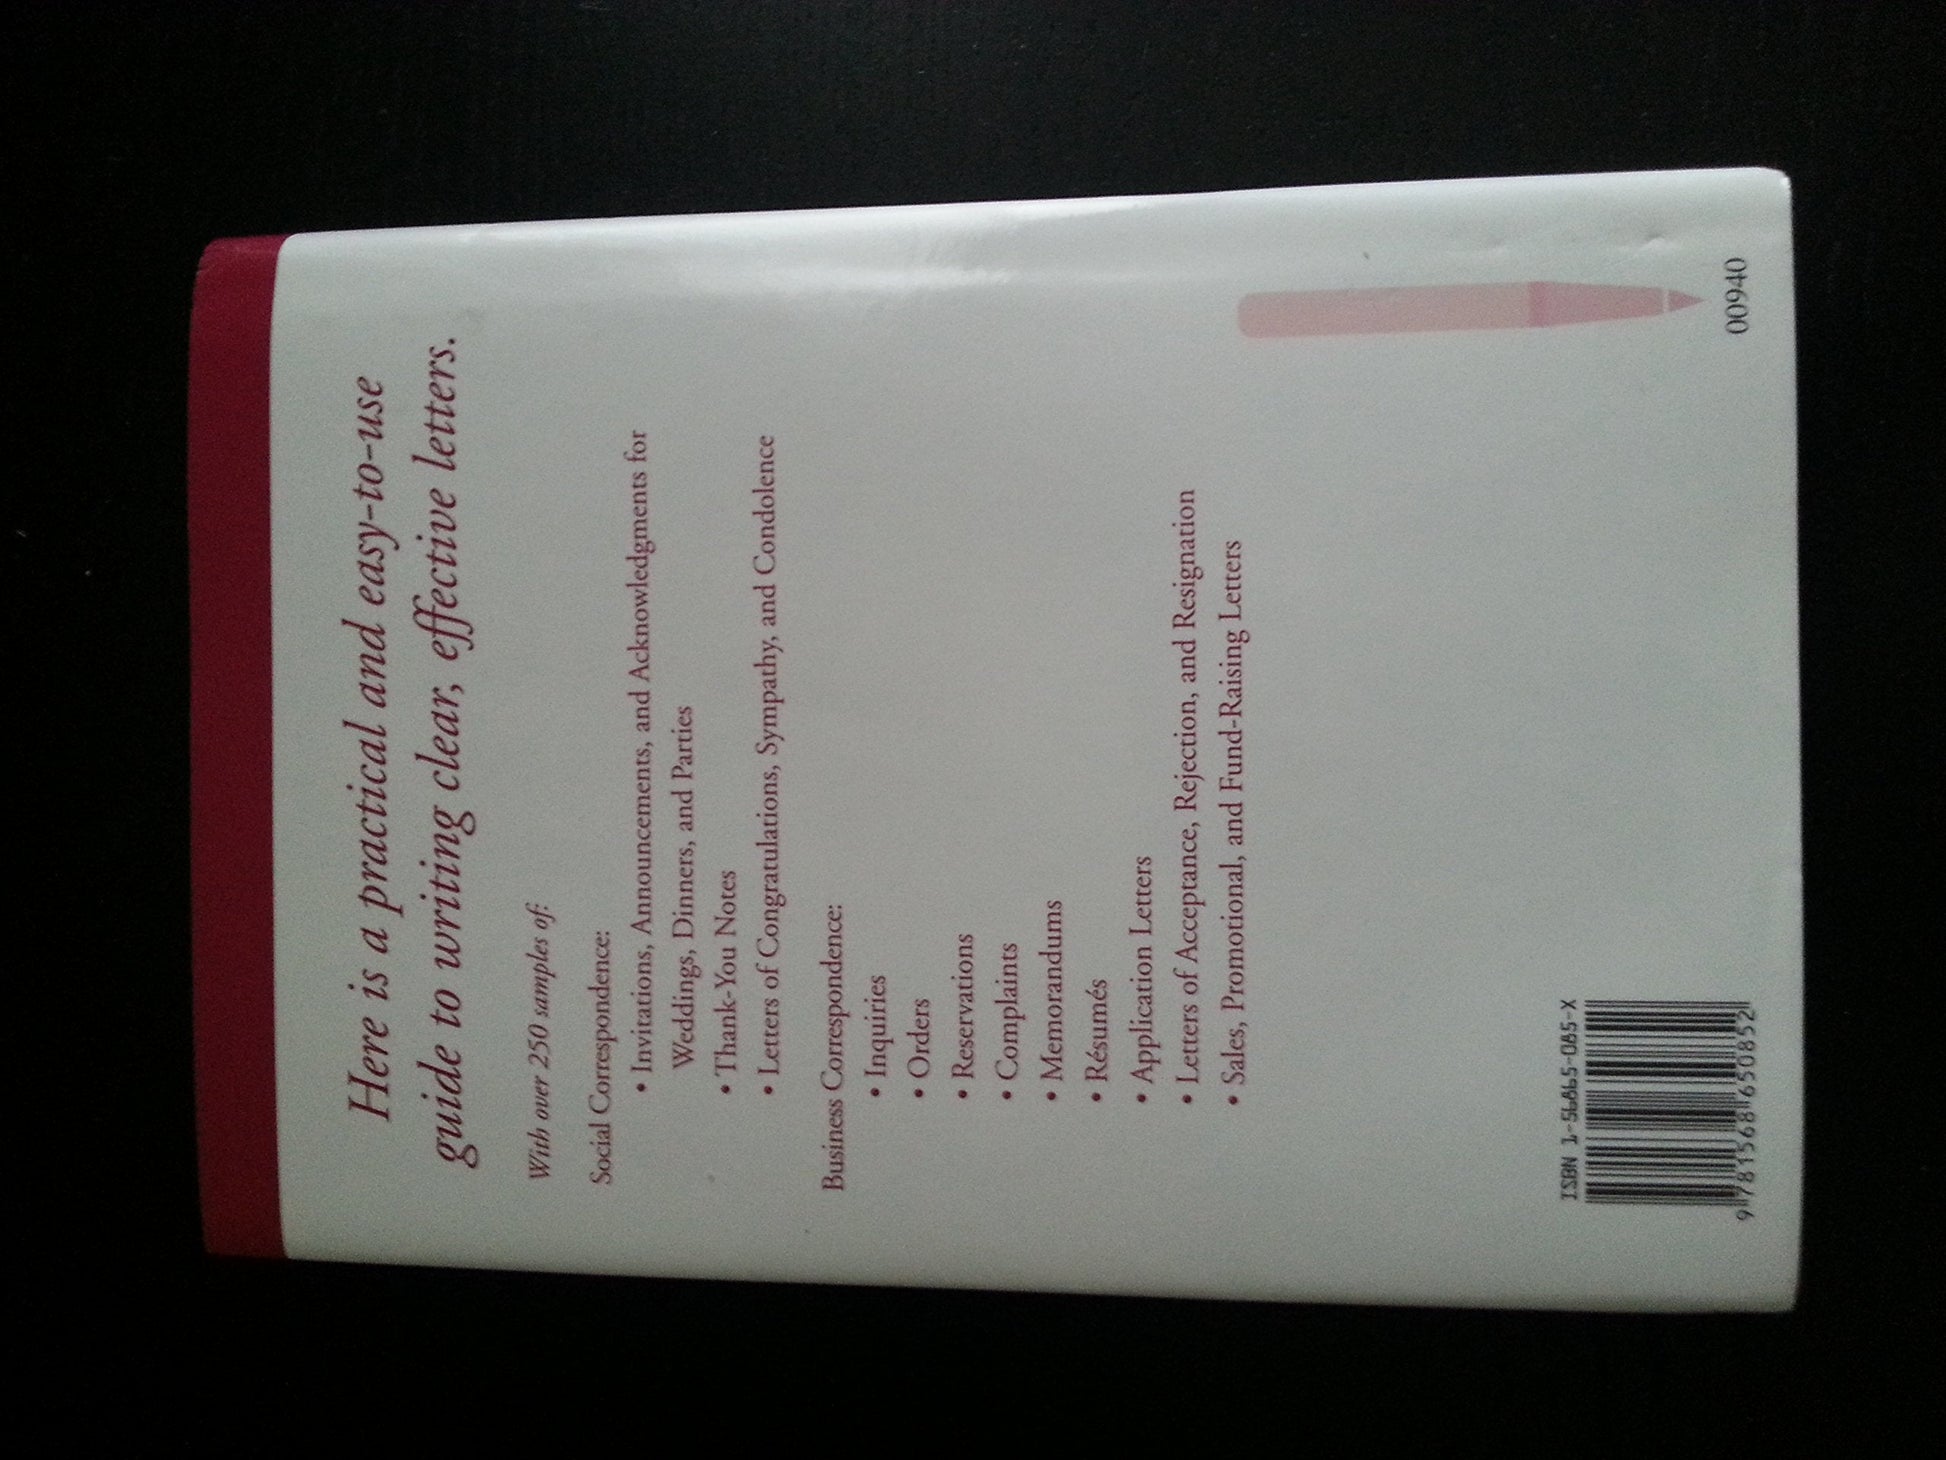 Here is a practical and easy-to-use
guide to writing clear, effective letters.
With over 250 samples of:
Social Correspondence:
• Invitations, Announcements, and Acknowledgments for
Weddings, Dinners, and Parties
• Thank-You Notes
• Letters of Congratulations, Sympathy, and Condolence
Business Correspondence:
• Inquiries
• Orders
• Reservations
• Complaints
• Memorandums
• Résumés
• Application Letters
• Letters of Acceptance, Rejection, and Resignation
• Sales, Promotional, and Fund-Raising Letters
ISBN 1-56865-085-X
9 781568 650852
00940